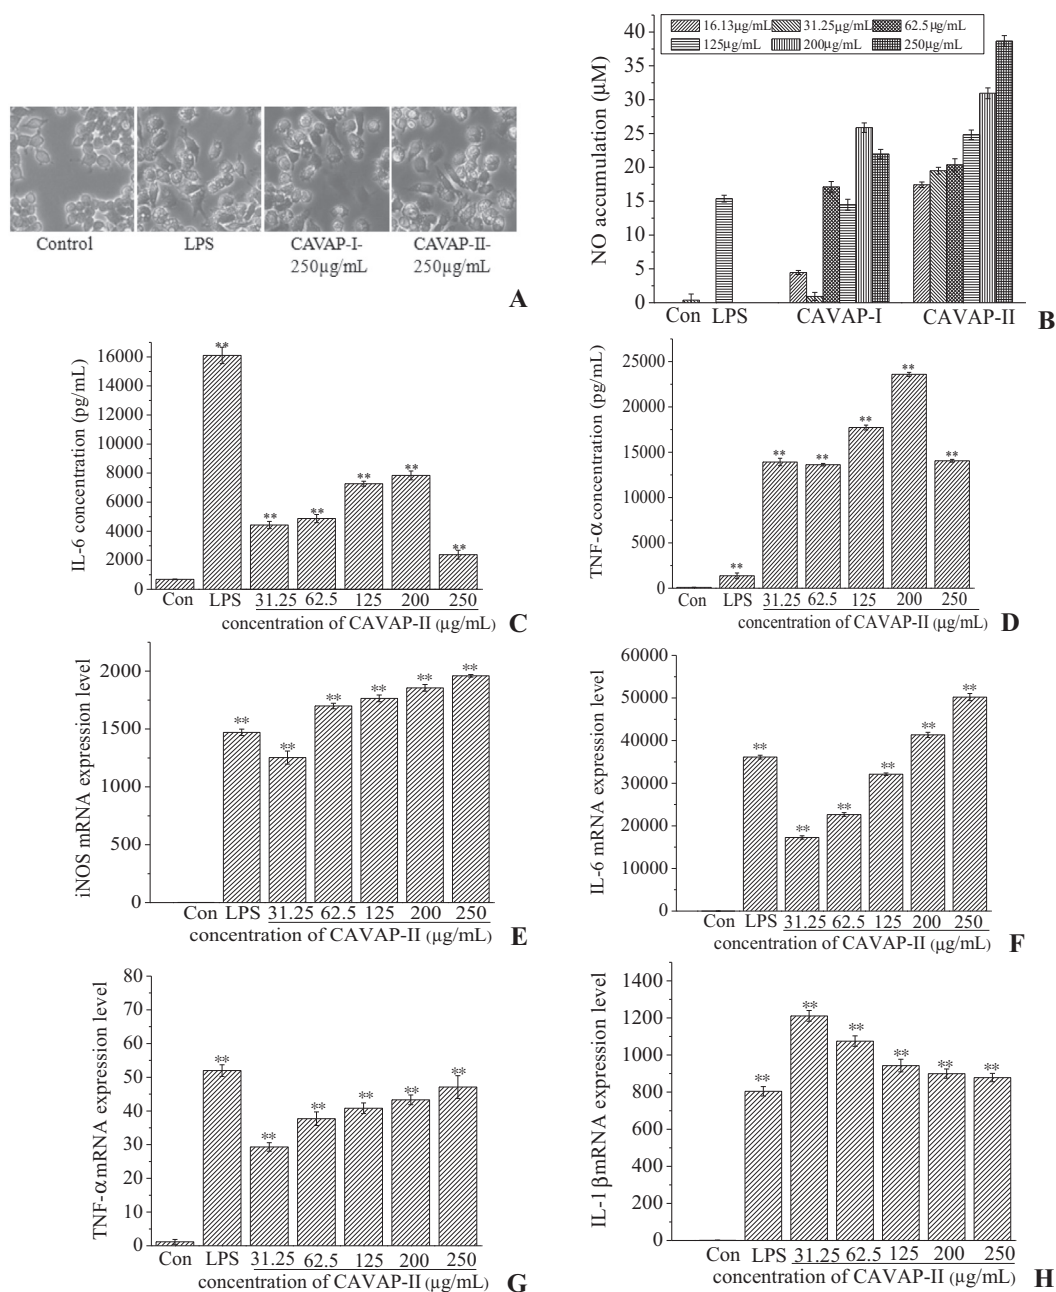 Control
LPS
CAVAP-I-
250µg/mL
CAVAP-II-
250µg/mL
A
16.13µg/mL 31.25µg/mL 62.5µg/mL
125µg/mL 200µg/mL 250µg/mL
NO accumulation (µM)
40
35
30
25
20
15
10
5
0
Con LPS CAVAP-I CAVAP-II
B
IL-6 concentration (pg/mL)
16000
14000
12000
10000
8000
6000
4000
2000
0
** ** ** ** ** **
Con LPS 31.25 62.5 125 200 250
concentration of CAVAP-II (µg/mL)
C
TNF-α concentration (pg/mL)
25000
20000
15000
10000
5000
0
** ** ** ** ** **
Con LPS 31.25 62.5 125 200 250
concentration of CAVAP-II (µg/mL)
D
iNOS mRNA expression level
2000
1500
1000
500
0
** ** ** ** ** **
Con LPS 31.25 62.5 125 200 250
concentration of CAVAP-II (µg/mL)
E
IL-6 mRNA expression level
60000
50000
40000
30000
20000
10000
0
** ** ** ** ** **
Con LPS 31.25 62.5 125 200 250
concentration of CAVAP-II (µg/mL)
F
TNF-α mRNA expression level
80
70
60
50
40
30
20
10
0
** ** ** ** ** **
Con LPS 31.25 62.5 125 200 250
concentration of CAVAP-II (µg/mL)
G
IL-1 β mRNA expression level
1400
1200
1000
800
600
400
200
0
** ** ** ** ** **
Con LPS 31.25 62.5 125 200 250
concentration of CAVAP-II (µg/mL)
H